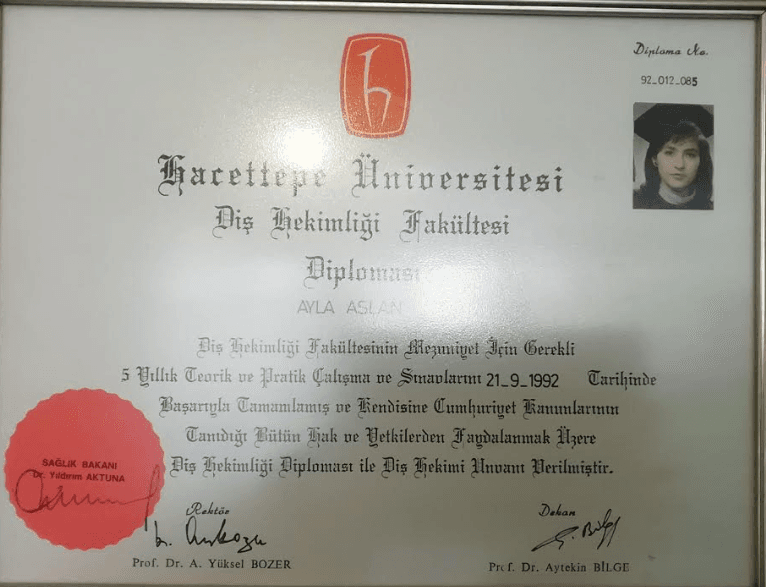 Diploma No.
92_012_085
Hacettepe Üniversitesi
Diş Hekimliği Fakültesi
Diploması
AYLA ASLAN
Diş Hekimliği Fakültesinin Mezuniyet İçin Gerekli
5 Yıllık Teorik ve Pratik Çalışma ve Sınavlarını 21_9_1992 Tarihinde
Başarıyla Tamamlamış ve Kendisine Cumhuriyet Kanunlarının
Tanıdığı Bütün Hak ve Yetkilerden Faydalanmak Üzere
Diş Hekimliği Diploması ile Diş Hekimi Unvanı Verilmiştir.
SAĞLIK BAKANI
Dr. Yıldırım AKTUNA
Rektör
Prof. Dr. A. Yüksel BOZER
Dekan
Prof. Dr. Aytekin BİLGE